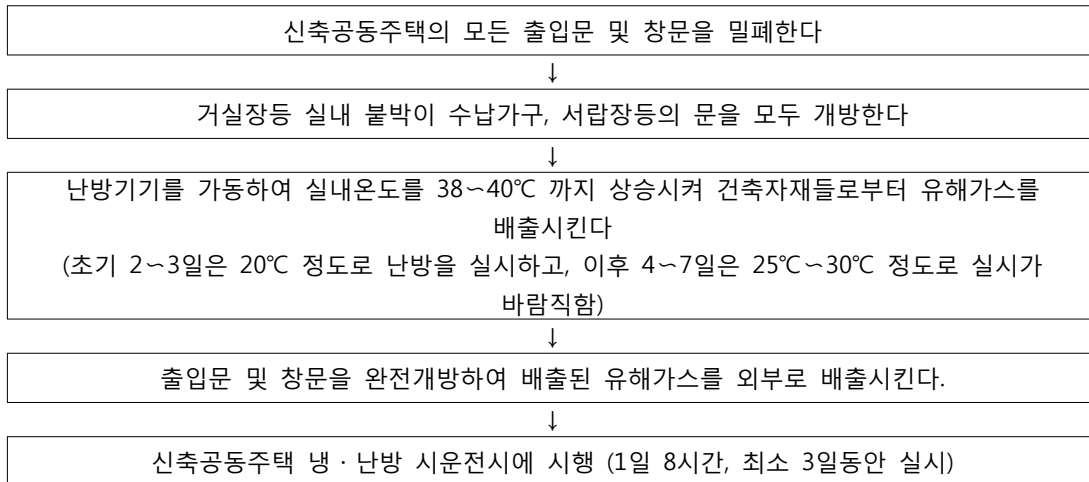 신축공동주택의 모든 출입문 및 창문을 밀폐한다
↓
거실장등 실내 붙박이 수납가구, 서랍장등의 문을 모두 개방한다
↓
난방기기를 가동하여 실내온도를 38∼40℃ 까지 상승시켜 건축자재들로부터 유해가스를
배출시킨다
(초기 2∼3일은 20℃ 정도로 난방을 실시하고, 이후 4∼7일은 25℃∼30℃ 정도로 실시가
바람직함)
↓
출입문 및 창문을 완전개방하여 배출된 유해가스를 외부로 배출시킨다.
↓
신축공동주택 냉ㆍ난방 시운전시에 시행 (1일 8시간, 최소 3일동안 실시)